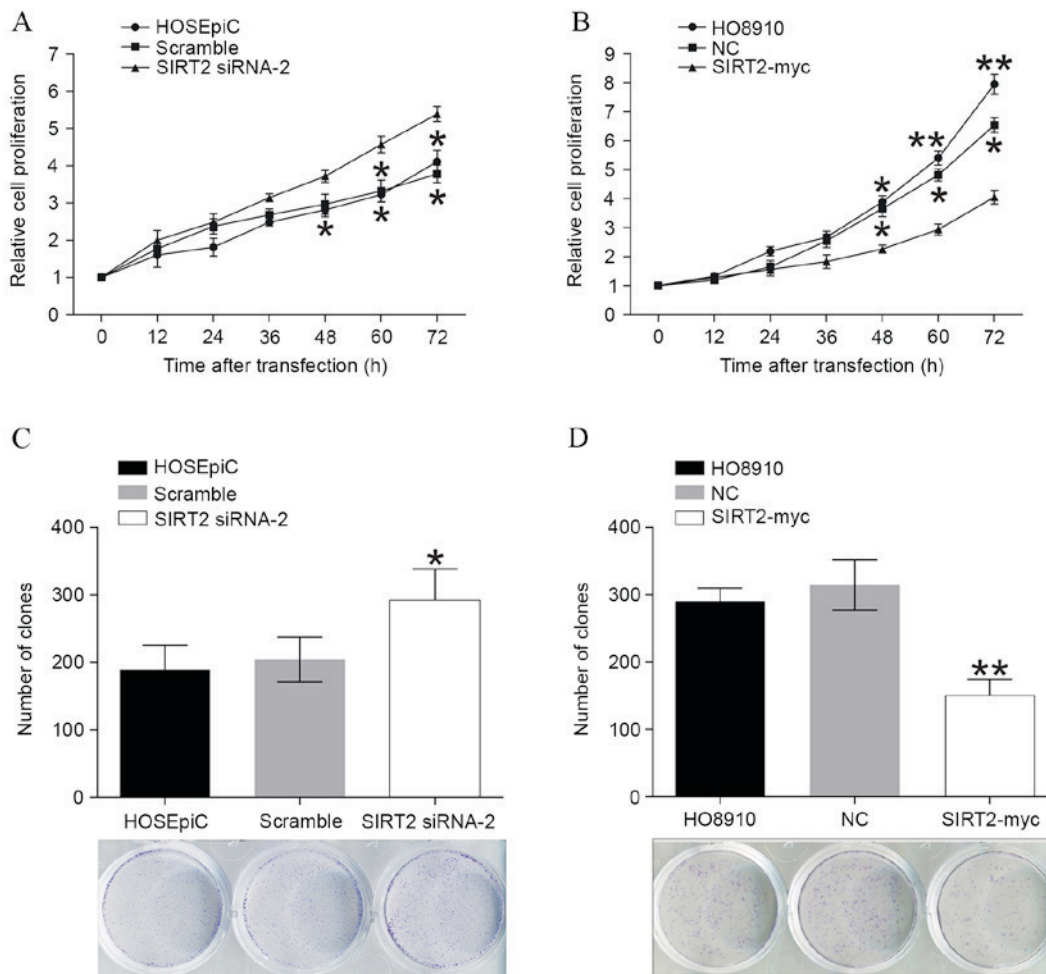 A
HOSEpiC
Scramble
SIRT2 siRNA-2
Relative cell proliferation
7
6
5
4
3
2
1
0
*
*
*
*
*
0 12 24 36 48 60 72
Time after transfection (h)
B
HO8910
NC
SIRT2-myc
Relative cell proliferation
9
8
7
6
5
4
3
2
1
0
**
**
*
*
*
*
0 12 24 36 48 60 72
Time after transfection (h)
C
HOSEpiC
Scramble
SIRT2 siRNA-2
Number of clones
400
300
200
100
0
*
HOSEpiC Scramble SIRT2 siRNA-2
D
HO8910
NC
SIRT2-myc
Number of clones
400
300
200
100
0
**
HO8910 NC SIRT2-myc